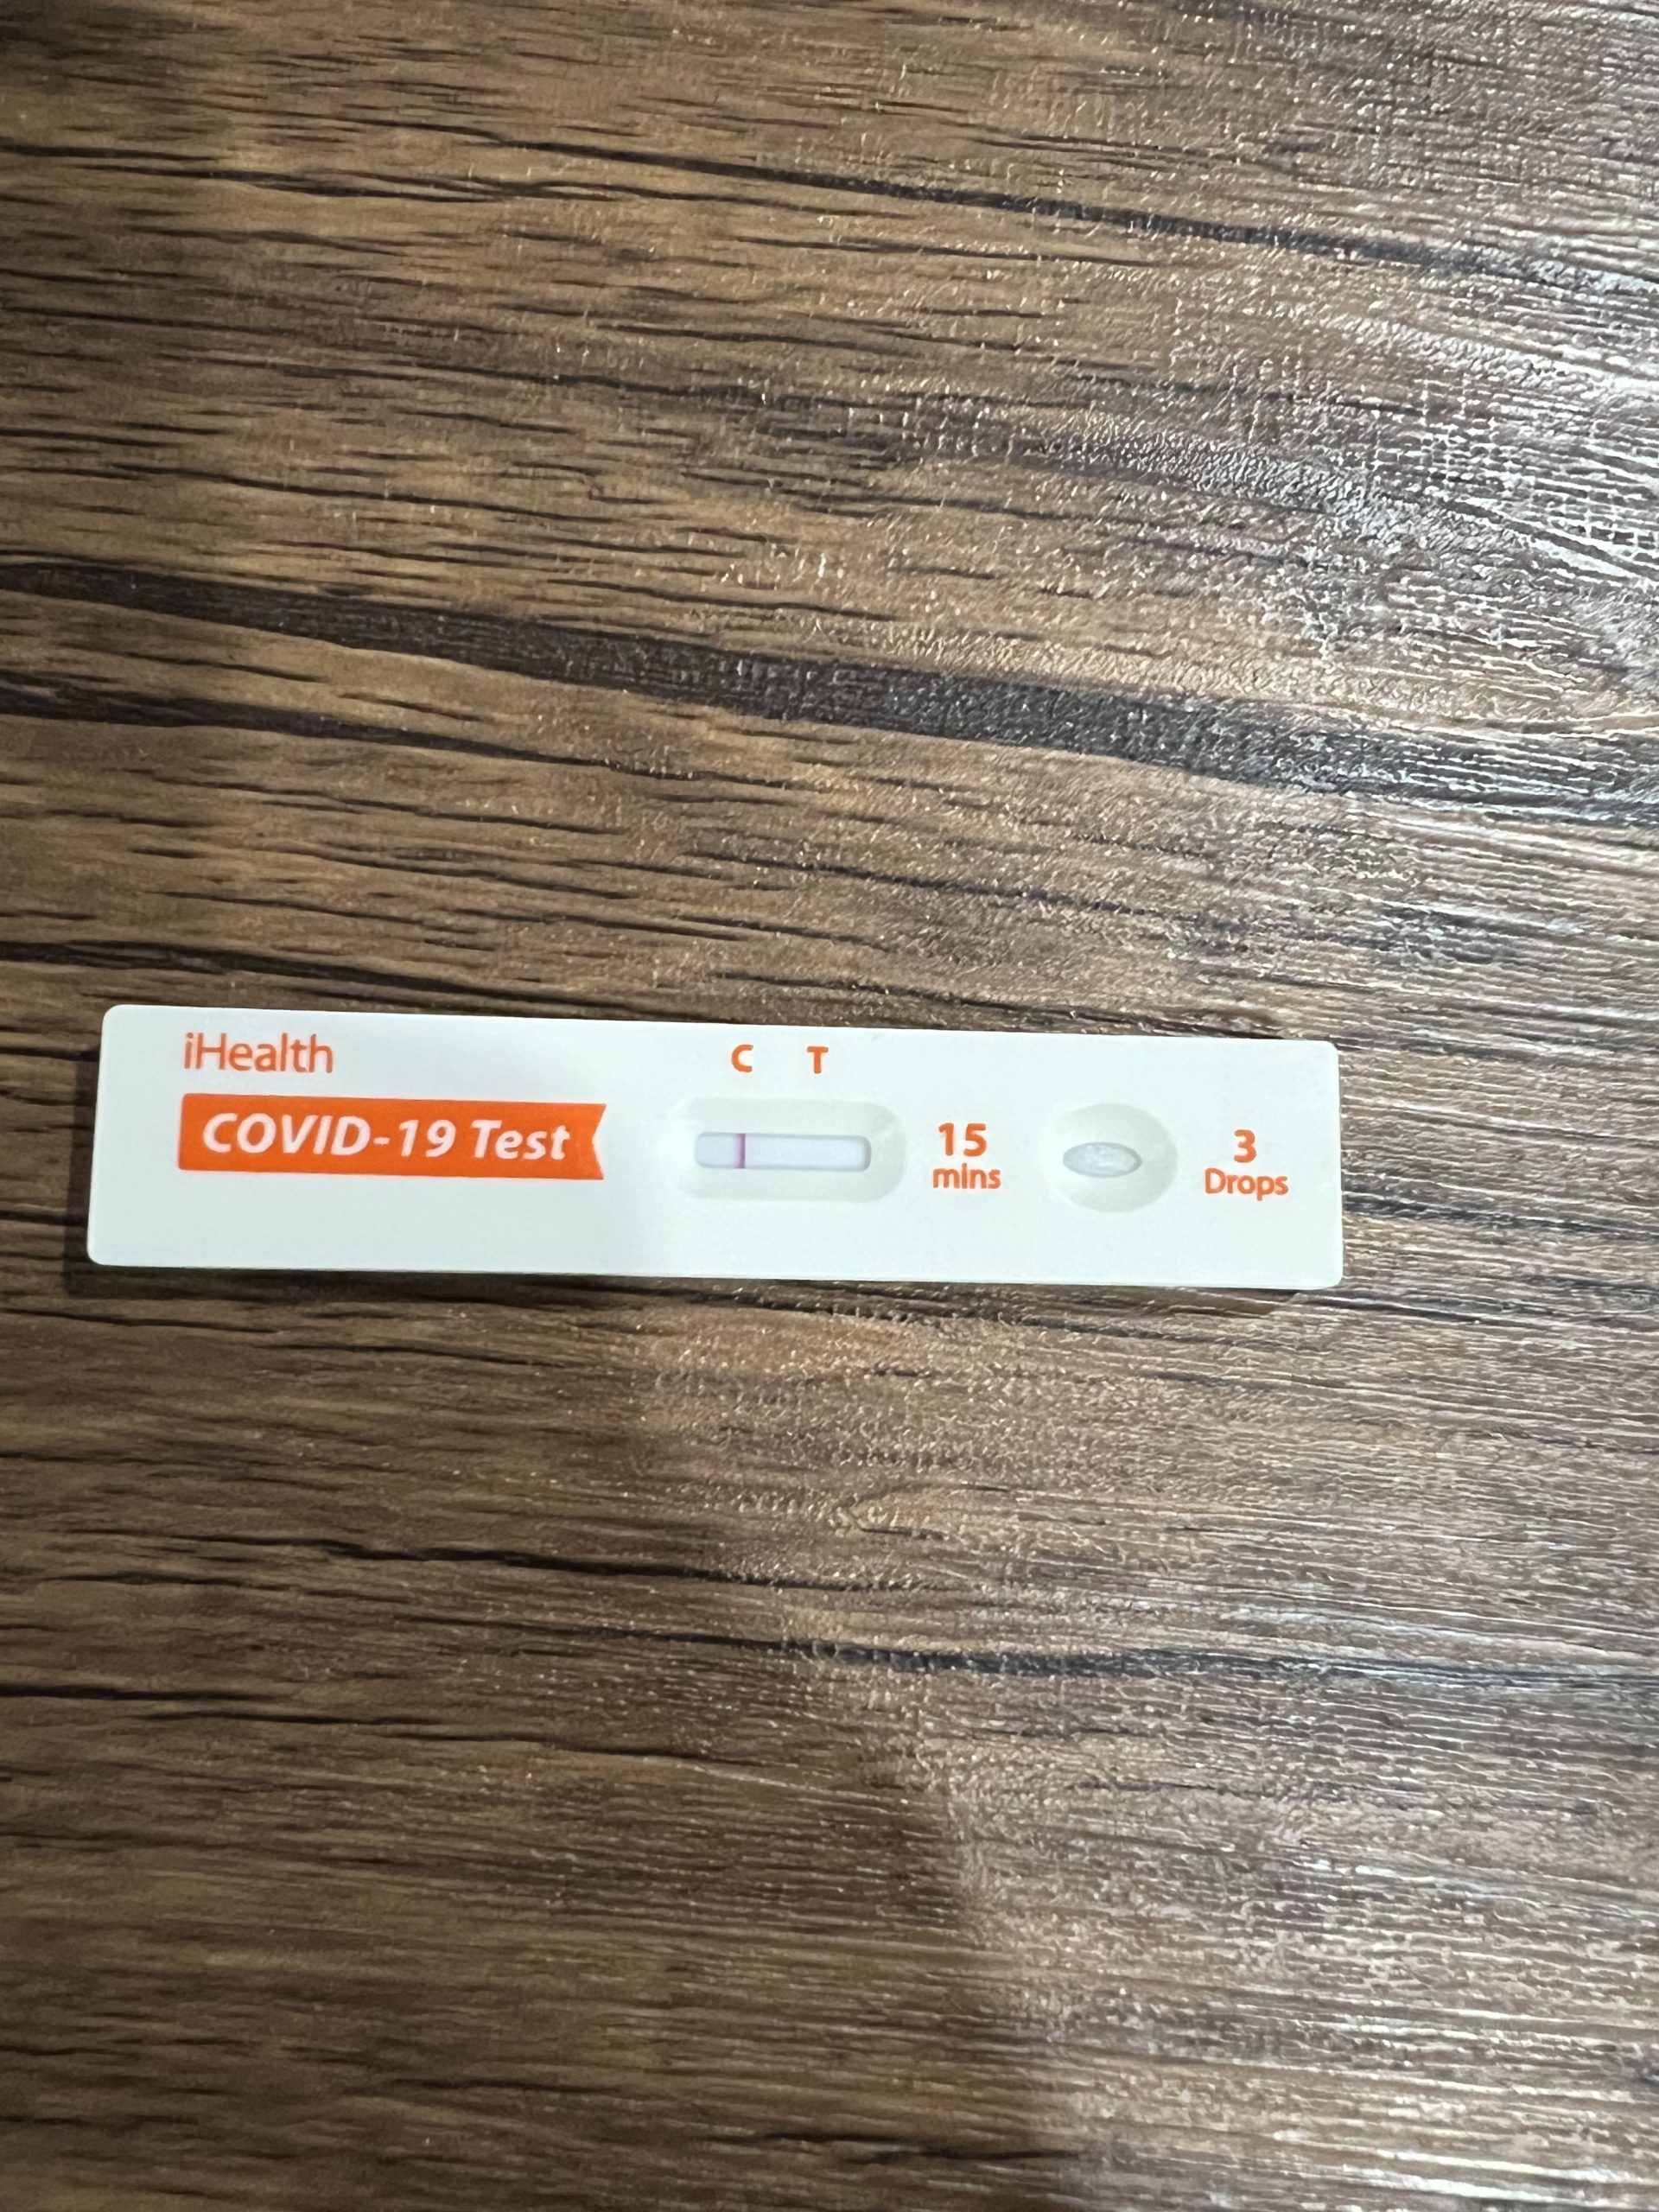 iHealth
C T
COVID-19 Test
15
mins
3
Drops